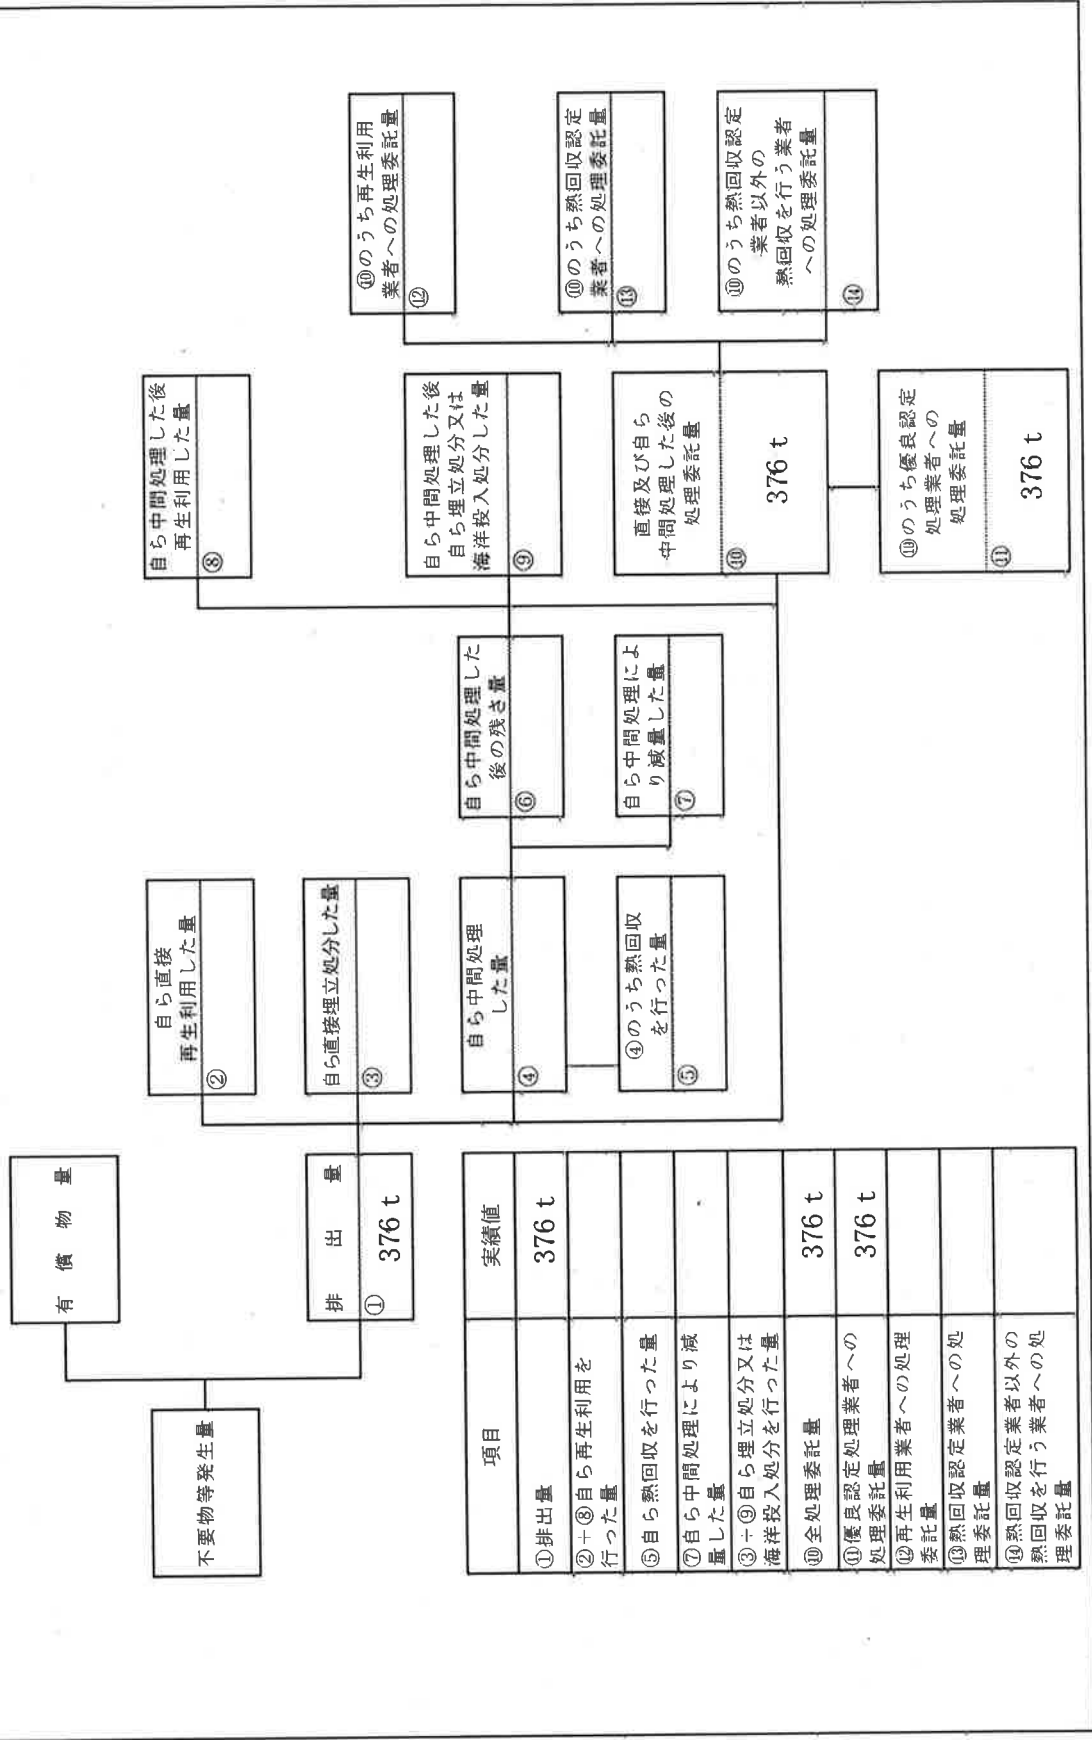 有償物量
不要物等発生量
排出量
①
376 t
自ら直接
再生利用した量
②
自ら直接埋立処分した量
③
自ら中間処理
した量
④
④のうち熱回収
を行った量
⑤
自ら中間処理した
後の残さ量
⑥
自ら中間処理によ
り減量した量
⑦
自ら中間処理した後
再生利用した量
⑧
自ら中間処理した後
自ら埋立処分又は
海洋投入処分した量
⑨
直接及び自ら
中間処理した後の
処理委託量
⑩
376 t
⑩のうち優良認定
処理業者への
処理委託量
⑪
376 t
⑩のうち再生利用
業者への処理委託量
⑫
⑩のうち熱回収認定
業者への処理委託量
⑬
⑩のうち熱回収認定
業者以外の
熱回収を行う業者
への処理委託量
⑭
項目 実績値
①排出量 376 t
②+⑧自ら再生利用を
行った量
⑤自ら熱回収を行った量
⑦自ら中間処理により減
量した量
③+⑨自ら埋立処分又は
海洋投入処分を行った量
⑩全処理委託量 376 t
⑪優良認定処理業者への
処理委託量 376 t
⑫再生利用業者への処理
委託量
⑬熱回収認定業者への処
理委託量
⑭熱回収認定業者以外の
熱回収を行う業者への処
理委託量